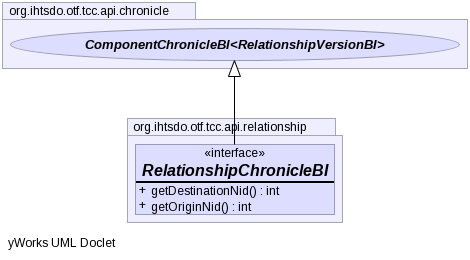 org.ihtsdo.otf.tcc.api.chronicle
ComponentChronicleBI<RelationshipVersionBI>
org.ihtsdo.otf.tcc.api.relationship
«interface»
RelationshipChronicleBI
+ getDestinationNid() : int
+ getOriginNid() : int
yWorks UML Doclet